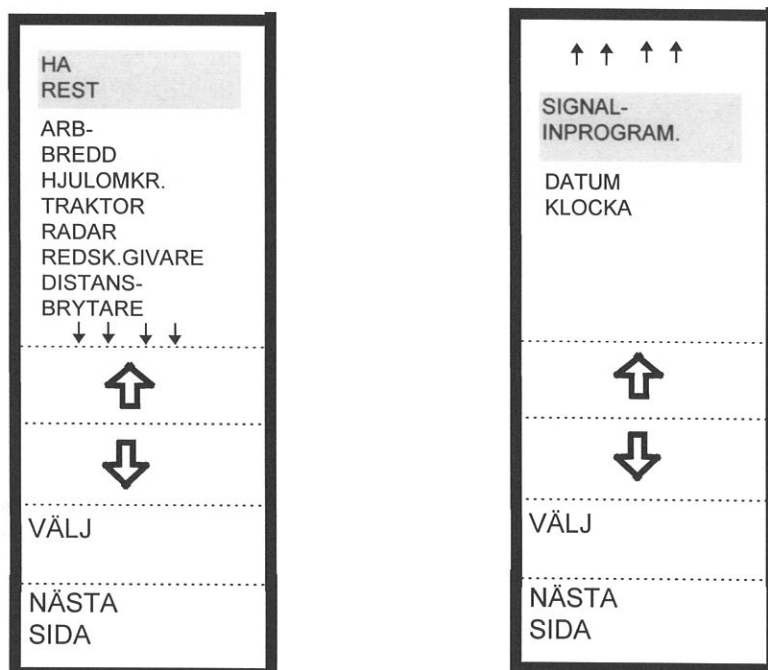 HA
REST
ARB-
BREDD
HJULOMKR.
TRAKTOR
RADAR
REDSK.GIVARE
DISTANS-
BRYTARE
VÄLJ
NÄSTA
SIDA
SIGNAL-
INPROGRAM.
DATUM
KLOCKA
VÄLJ
NÄSTA
SIDA